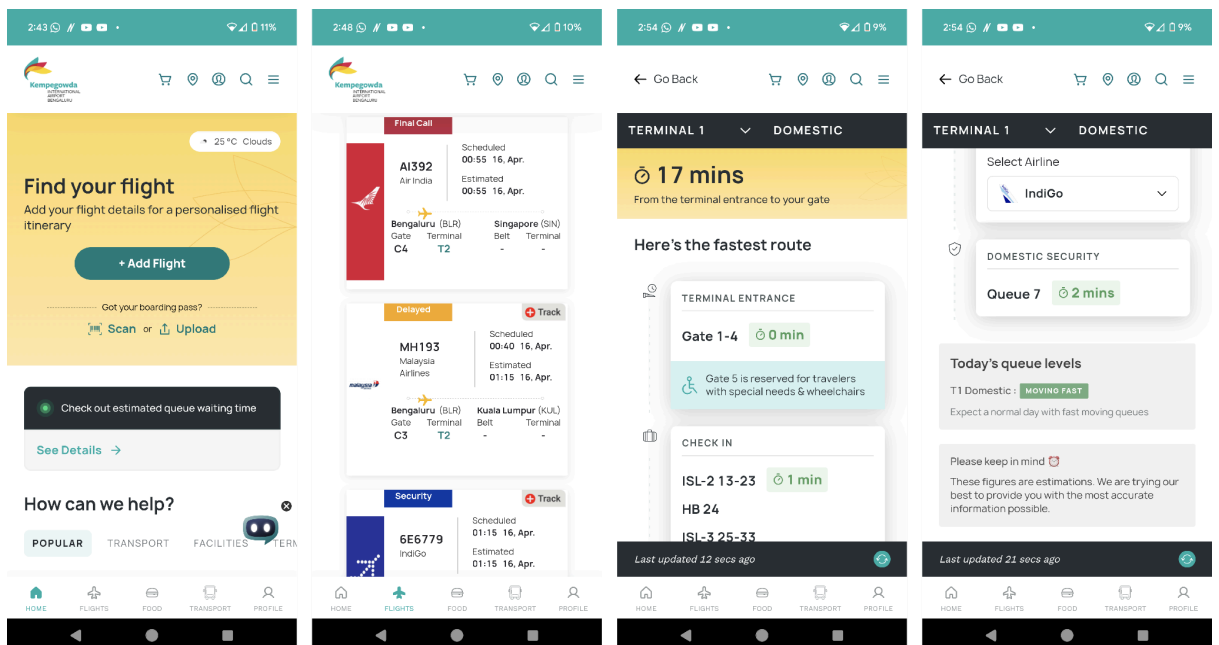 2:43
11%
Kempegowda
INTERNATIONAL
AIRPORT
BENGALURU
25 °C Clouds
Find your flight
Add your flight details for a personalised flight
itinerary
+ Add Flight
Got your boarding pass?
Scan or Upload
Check out estimated queue waiting time
See Details →
How can we help?
POPULAR TRANSPORT FACILITIES TERM
HOME FLIGHTS FOOD TRANSPORT PROFILE
2:48
10%
Kempegowda
INTERNATIONAL
AIRPORT
BENGALURU
Final Call
AI392
Air India
Scheduled
00:55 16, Apr.
Estimated
00:55 16, Apr.
Bengaluru (BLR) Singapore (SIN)
Gate Terminal Belt Terminal
C4 T2 - -
Delayed
Track
MH193
Malaysia
Airlines
Scheduled
00:40 16, Apr.
Estimated
01:15 16, Apr.
malaysia
Bengaluru (BLR) Kuala Lumpur (KUL)
Gate Terminal Belt Terminal
C3 T2 - -
Security
Track
6E6779
IndiGo
Scheduled
01:15 16, Apr.
Estimated
01:15 16, Apr.
HOME FLIGHTS FOOD TRANSPORT PROFILE
2:54
9%
← Go Back
TERMINAL 1 DOMESTIC
17 mins
From the terminal entrance to your gate
Here's the fastest route
TERMINAL ENTRANCE
Gate 1-4 0 min
Gate 5 is reserved for travelers
with special needs & wheelchairs
CHECK IN
ISL-2 13-23 1 min
HB 24
ISL-3 25-33
Last updated 12 secs ago
HOME FLIGHTS FOOD TRANSPORT PROFILE
2:54
9%
← Go Back
TERMINAL 1 DOMESTIC
Select Airline
IndiGo
DOMESTIC SECURITY
Queue 7 2 mins
Today's queue levels
T1 Domestic : MOVING FAST
Expect a normal day with fast moving queues
Please keep in mind ⏰
These figures are estimations. We are trying our
best to provide you with the most accurate
information possible.
Last updated 21 secs ago
HOME FLIGHTS FOOD TRANSPORT PROFILE